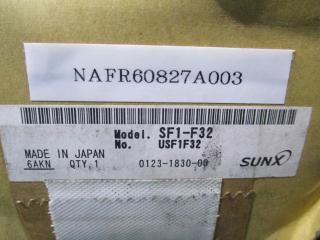 NAFR60827A003
Model. SF1-F32
No. USF1F32
MADE IN JAPAN
6AKN QTY.1 0123-1830-00
SUNX